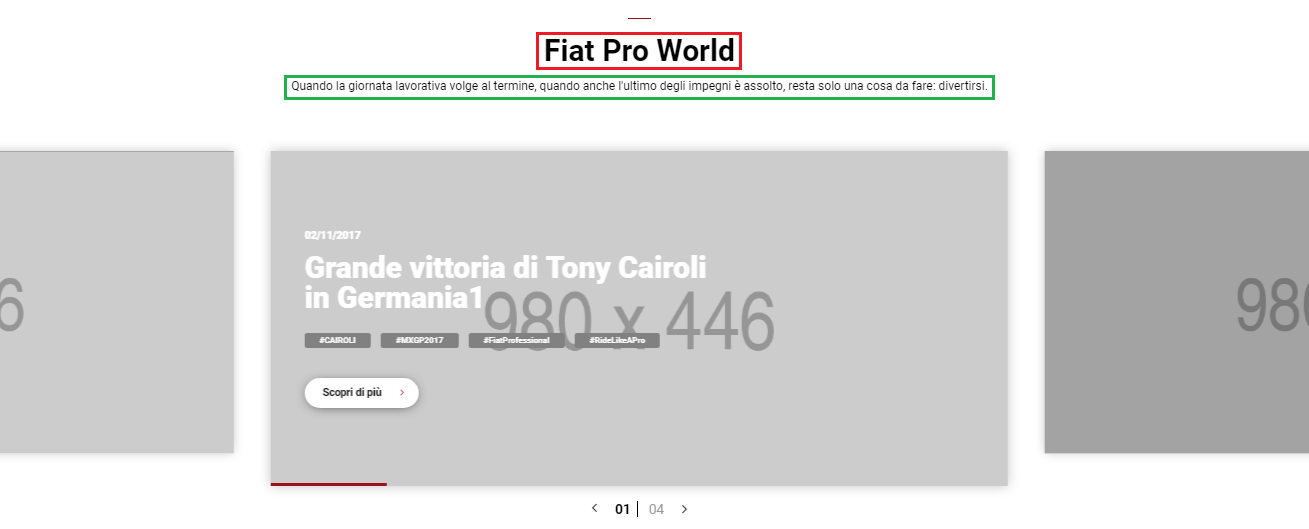 Fiat Pro World
Quando la giornata lavorativa volge al termine, quando anche l'ultimo degli impegni è assolto, resta solo una cosa da fare: divertirsi.
02/11/2017
Grande vittoria di Tony Cairoli
in Germania1
980 x 446
#CAIROLI #MXGP2017 #FiatProfessional #RideLikeAPro
Scopri di più
6
980
01 04